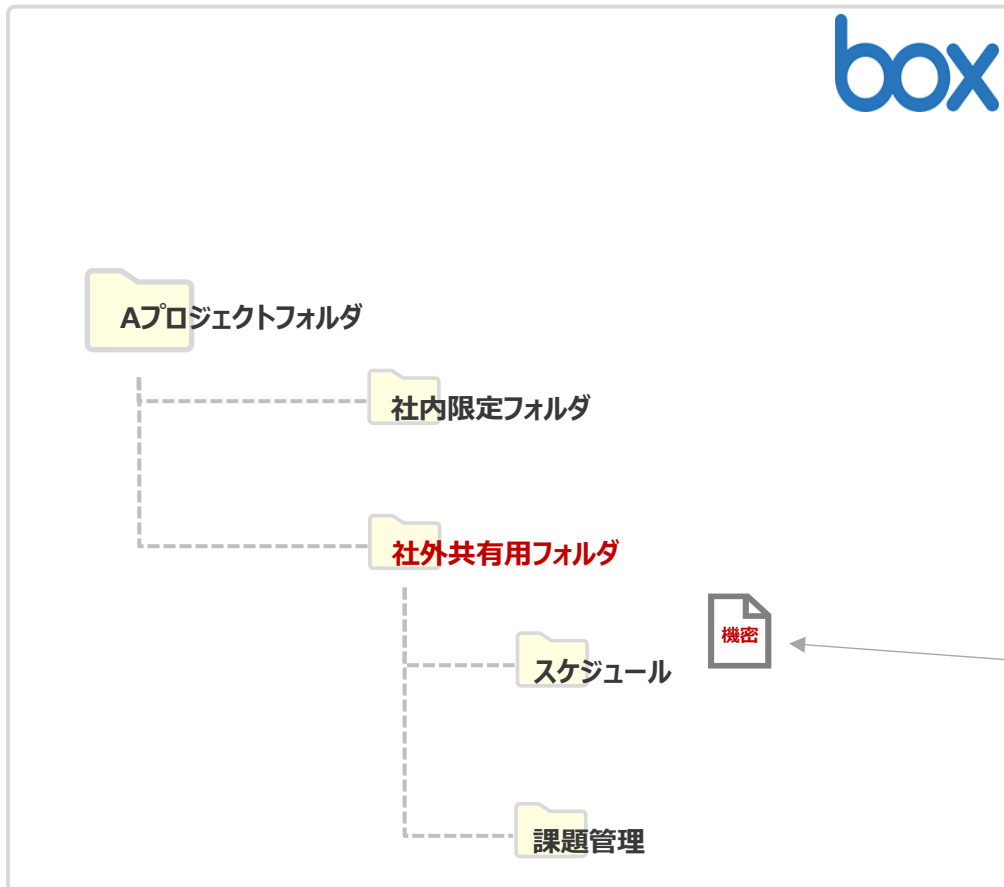 box
Aプロジェクトフォルダ
社内限定フォルダ
社外共有用フォルダ
機密
スケジュール
課題管理